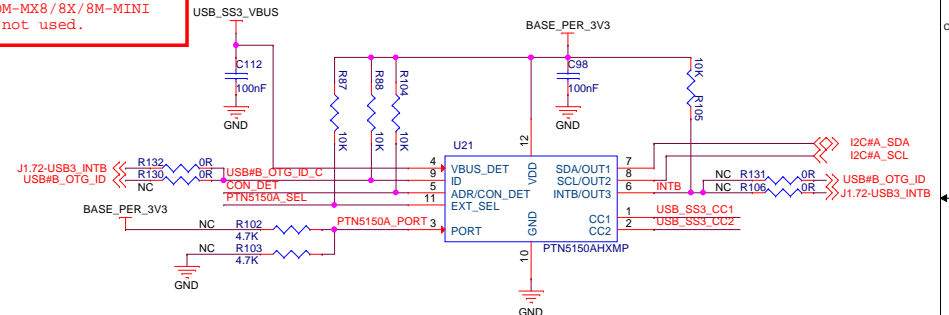 OM-MX8/8X/8M-MINI
not used.
USB_SS3_VBUS
BASE_PER_3V3
C112
100nF
GND
R87
10K
R88
10K
R104
10K
C98
100nF
GND
10K
R105
12
U21
J1.72-USB3_INTB
USB#B_OTG_ID
R132
0R
R130
0R
NC
USB#B_OTG_ID_C
CON_DET
PTN5150A_SEL
4
9
5
11
3
VBUS_DET
ID
ADR/CON_DET
EXT_SEL
PORT
VDD
GND
SDA/OUT1
SCL/OUT2
INTB/OUT3
CC1
CC2
7
8
6
1
2
I2C#A_SDA
I2C#A_SCL
INTB
NC
R131
0R
USB#B_OTG_ID
NC
R106
0R
J1.72-USB3_INTB
USB_SS3_CC1
USB_SS3_CC2
PTN5150AHXMP
BASE_PER_3V3
PTN5150A_PORT
NC
R102
4.7K
NC
R103
4.7K
GND
10
GND